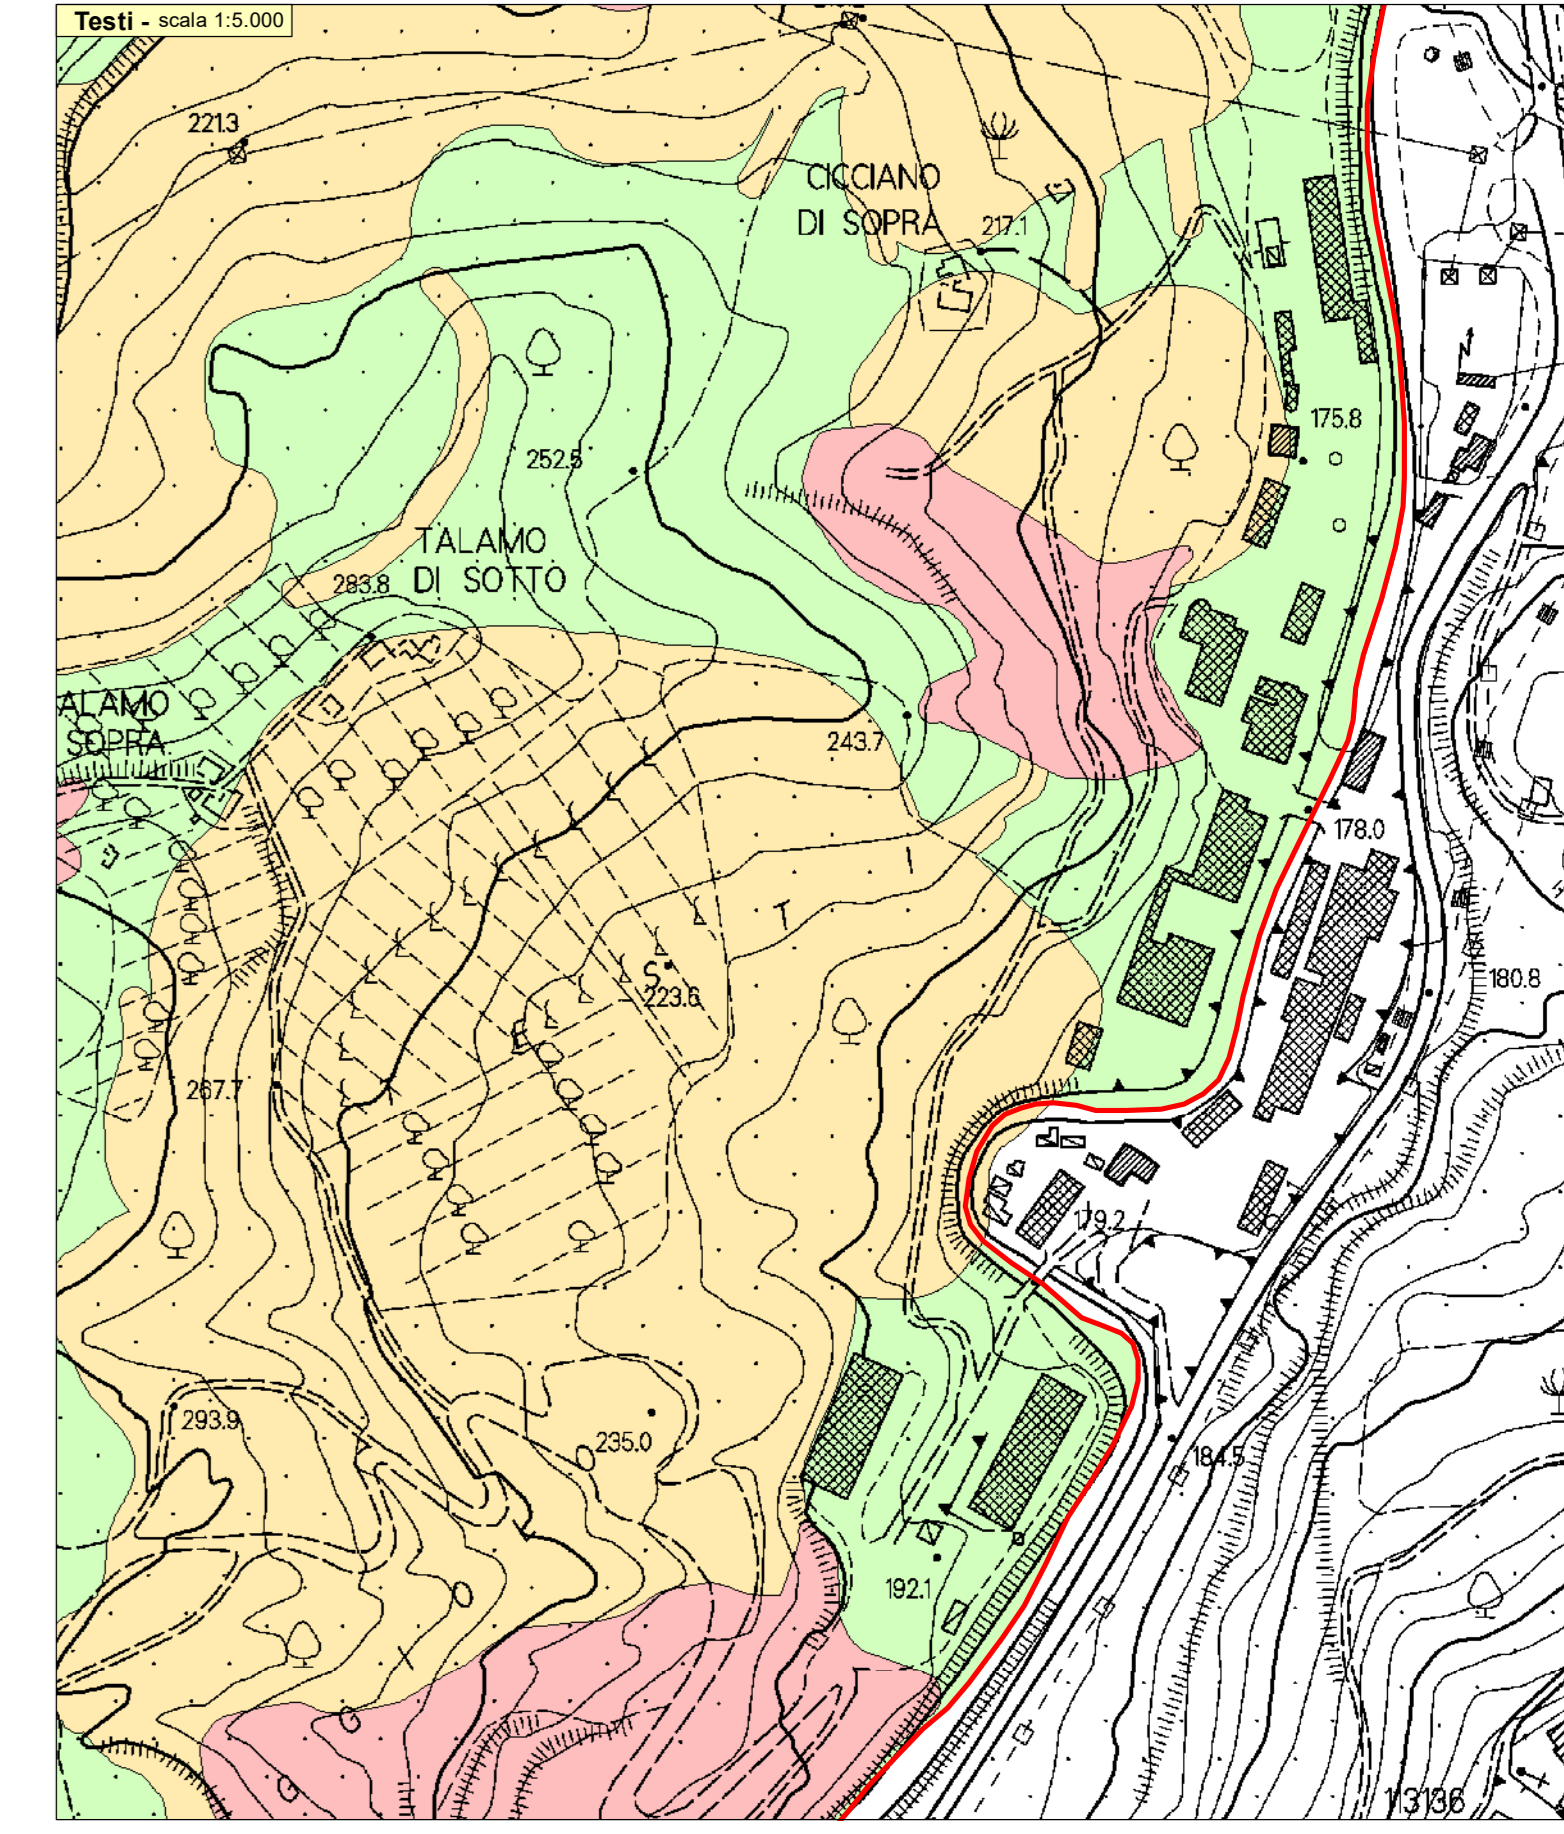 Testi - scala 1:5.000
221.3
CICCIANO
DI SOPRA
217.1
175.8
252.5
TALAMO
DI SOTTO
283.8
ALAMO
SOPRA
243.7
178.0
S.
223.6
180.8
267.7
179.2
293.9
235.0
184.5
192.1
113136